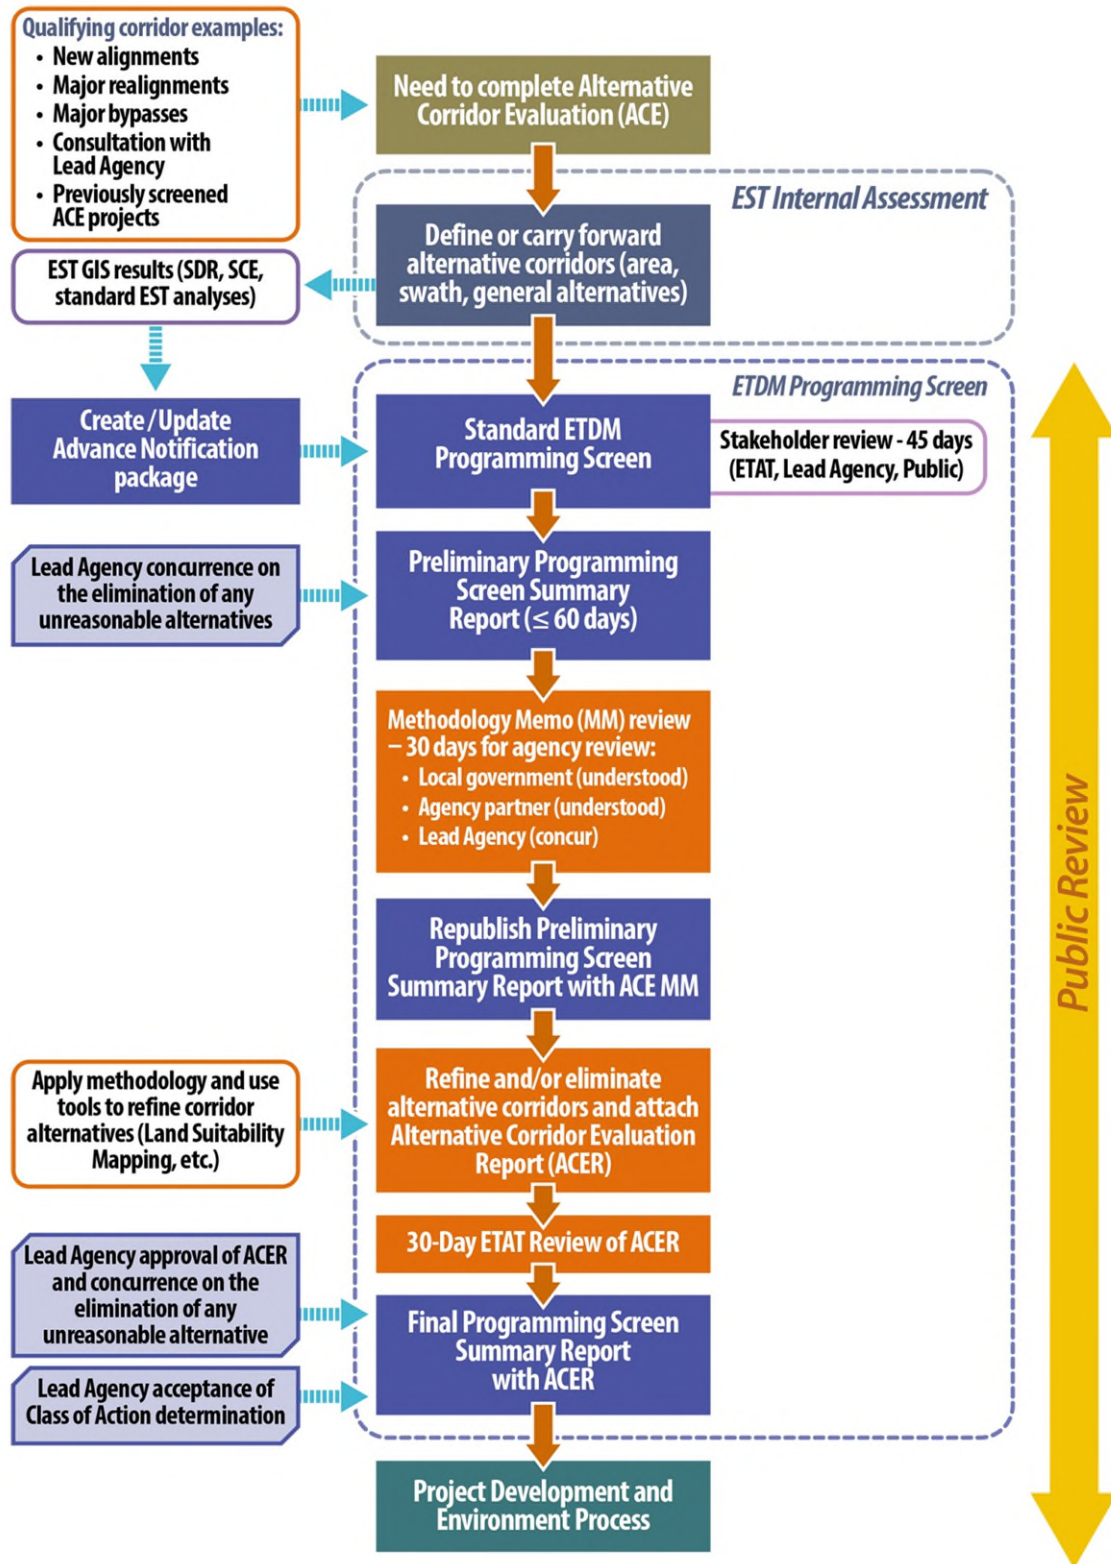 Qualifying corridor examples:
• New alignments
• Major realignments
• Major bypasses
• Consultation with
Lead Agency
• Previously screened
ACE projects
Need to complete Alternative
Corridor Evaluation (ACE)
EST Internal Assessment
Define or carry forward
alternative corridors (area,
swath, general alternatives)
EST GIS results (SDR, SCE,
standard EST analyses)
ETDM Programming Screen
Create/Update
Advance Notification
package
Standard ETDM
Programming Screen
Stakeholder review - 45 days
(ETAT, Lead Agency, Public)
Lead Agency concurrence on
the elimination of any
unreasonable alternatives
Preliminary Programming
Screen Summary
Report (≤ 60 days)
Methodology Memo (MM) review
– 30 days for agency review:
• Local government (understood)
• Agency partner (understood)
• Lead Agency (concur)
Public Review
Republish Preliminary
Programming Screen
Summary Report with ACE MM
Apply methodology and use
tools to refine corridor
alternatives (Land Suitability
Mapping, etc.)
Refine and/or eliminate
alternative corridors and attach
Alternative Corridor Evaluation
Report (ACER)
30-Day ETAT Review of ACER
Lead Agency approval of ACER
and concurrence on the
elimination of any
unreasonable alternative
Final Programming Screen
Summary Report
with ACER
Lead Agency acceptance of
Class of Action determination
Project Development and
Environment Process